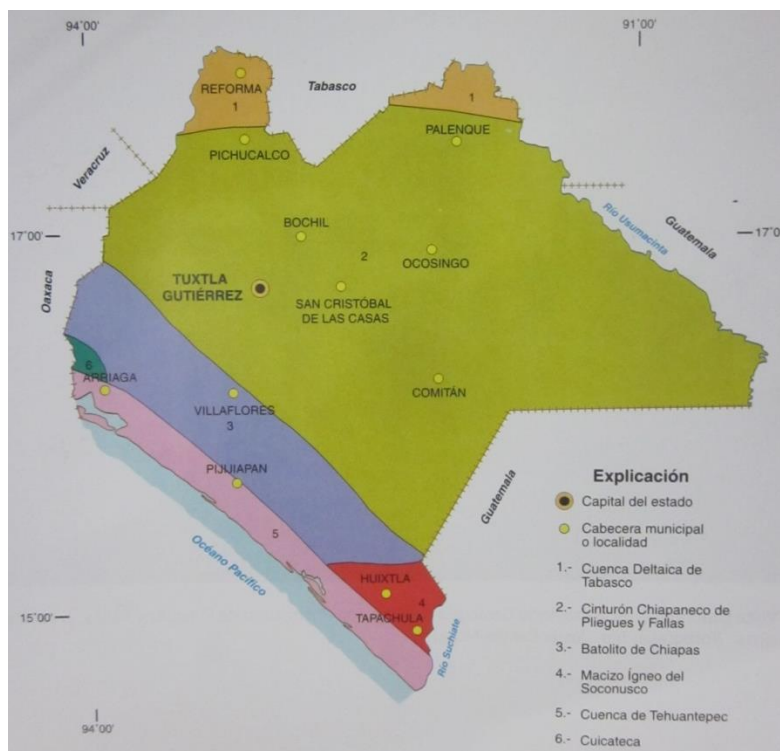 94°00'
91°00'
REFORMA
1
Tabasco
1
PALENQUE
PICHUCALCO
Veracruz
17°00'
17°00'
Río Usumacinta
Guatemala
BOCHIL
2
OCOSINGO
Oaxaca
TUXTLA
GUTIÉRREZ
SAN CRISTÓBAL
DE LAS CASAS
6
ARRIAGA
COMITÁN
VILLAFLORES
3
PIJIJIAPAN
Guatemala
5
Océano Pacífico
HUIXTLA
4
TAPACHULA
15°00'
Río Suchiate
94°00'
Explicación
Capital del estado
Cabecera municipal
o localidad
1.- Cuenca Deltaica de
Tabasco
2.- Cinturón Chiapaneco de
Pliegues y Fallas
3.- Batolito de Chiapas
4.- Macizo Ígneo del
Soconusco
5.- Cuenca de Tehuantepec
6.- Cuicateca